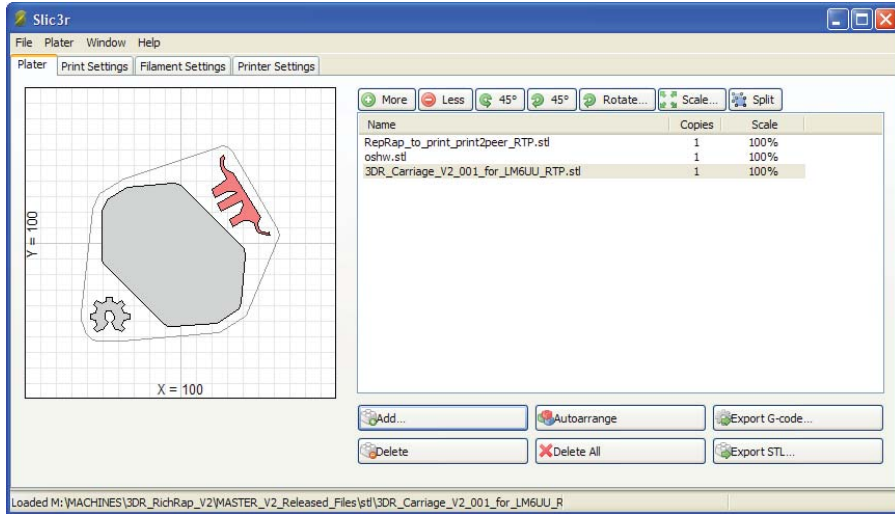 Slic3r
File Plater Window Help
Plater Print Settings Filament Settings Printer Settings
More Less 45° 45° Rotate... Scale... Split
Name Copies Scale
RepRap_to_print_print2peer_RTP.stl 1 100%
oshw.stl 1 100%
3DR_Carriage_V2_001_for_LM6UU_RTP.stl 1 100%
Y = 100
X = 100
Add... Autoarrange Export G-code...
Delete Delete All Export STL...
Loaded M:\MACHINES\3DR_RichRap_V2\MASTER_V2_Released_Files\stl\3DR_Carriage_V2_001_for_LM6UU_R